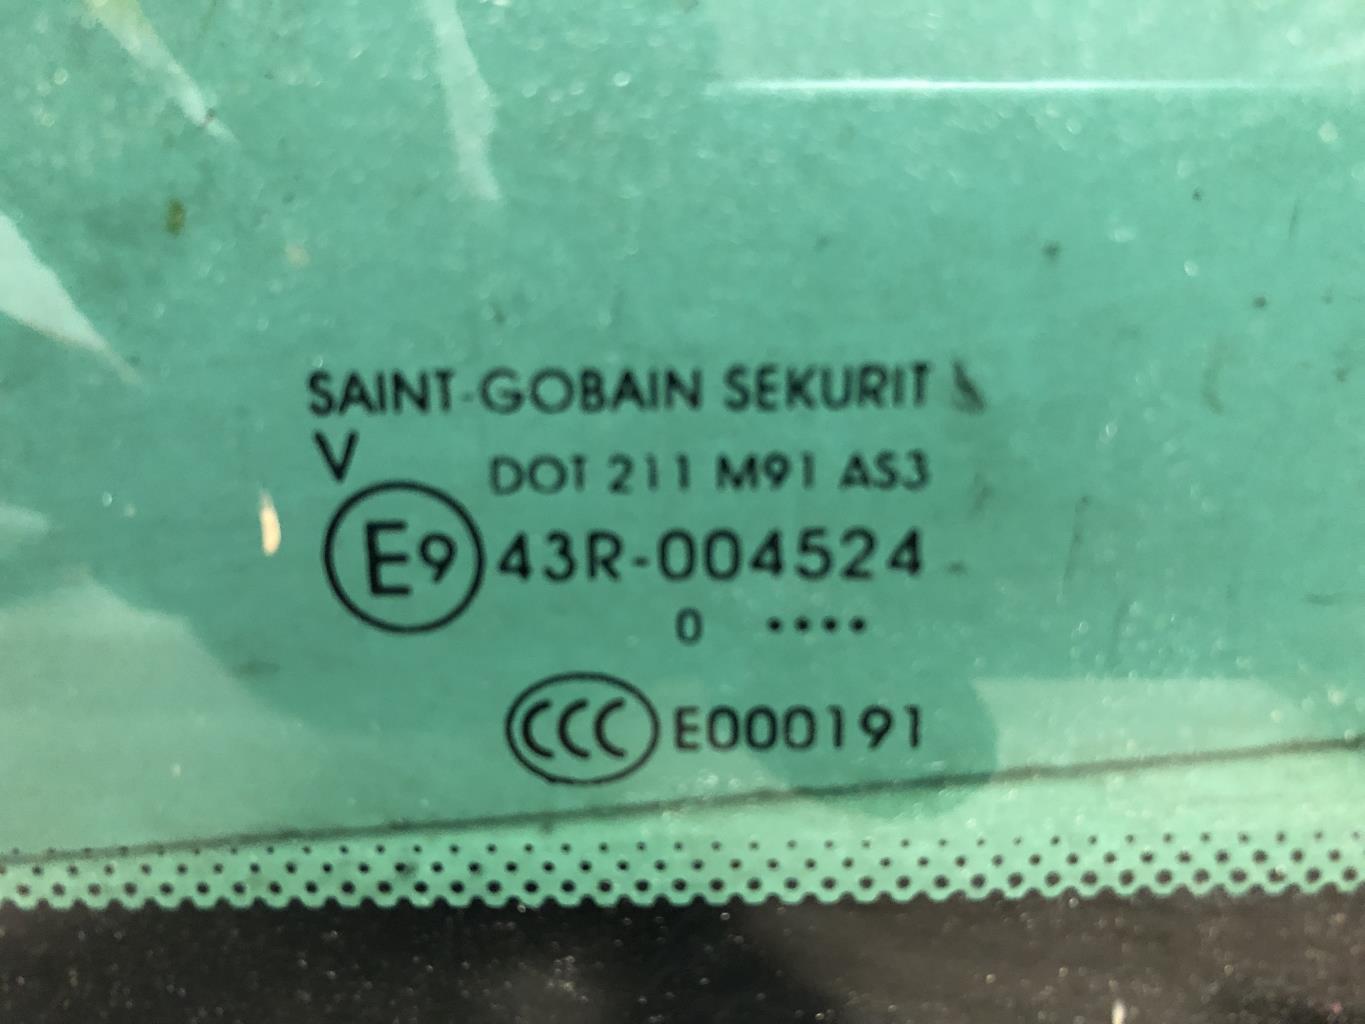 SAINT-GOBAIN SEKURIT
V
DOT 211 M91 AS3
E9 43R-004524
0 ••••
CCC E000191